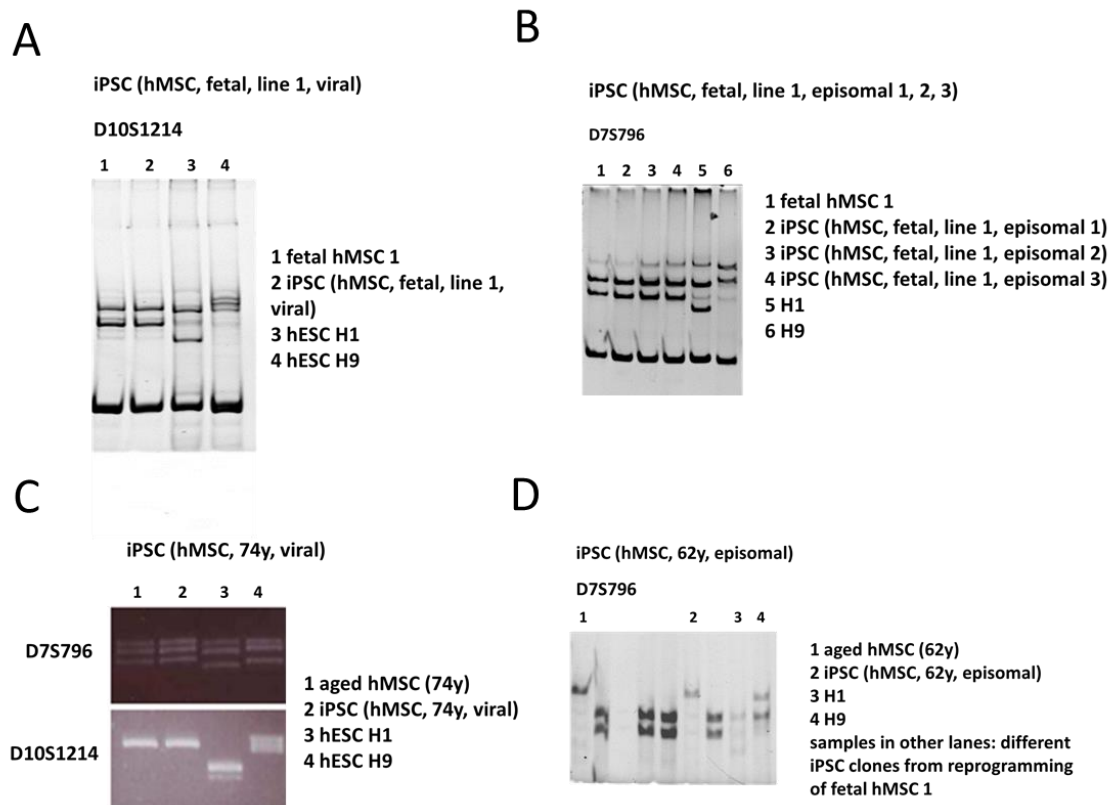 A
iPSC (hMSC, fetal, line 1, viral)
D10S1214
1 2 3 4
1 fetal hMSC 1
2 iPSC (hMSC, fetal, line 1,
viral)
3 hESC H1
4 hESC H9
B
iPSC (hMSC, fetal, line 1, episomal 1, 2, 3)
D7S796
1 2 3 4 5 6
1 fetal hMSC 1
2 iPSC (hMSC, fetal, line 1, episomal 1)
3 iPSC (hMSC, fetal, line 1, episomal 2)
4 iPSC (hMSC, fetal, line 1, episomal 3)
5 H1
6 H9
C
iPSC (hMSC, 74y, viral)
1 2 3 4
D7S796
D10S1214
1 aged hMSC (74y)
2 iPSC (hMSC, 74y, viral)
3 hESC H1
4 hESC H9
D
iPSC (hMSC, 62y, episomal)
D7S796
1 2 3 4
1 aged hMSC (62y)
2 iPSC (hMSC, 62y, episomal)
3 H1
4 H9
samples in other lanes: different
iPSC clones from reprogramming
of fetal hMSC 1